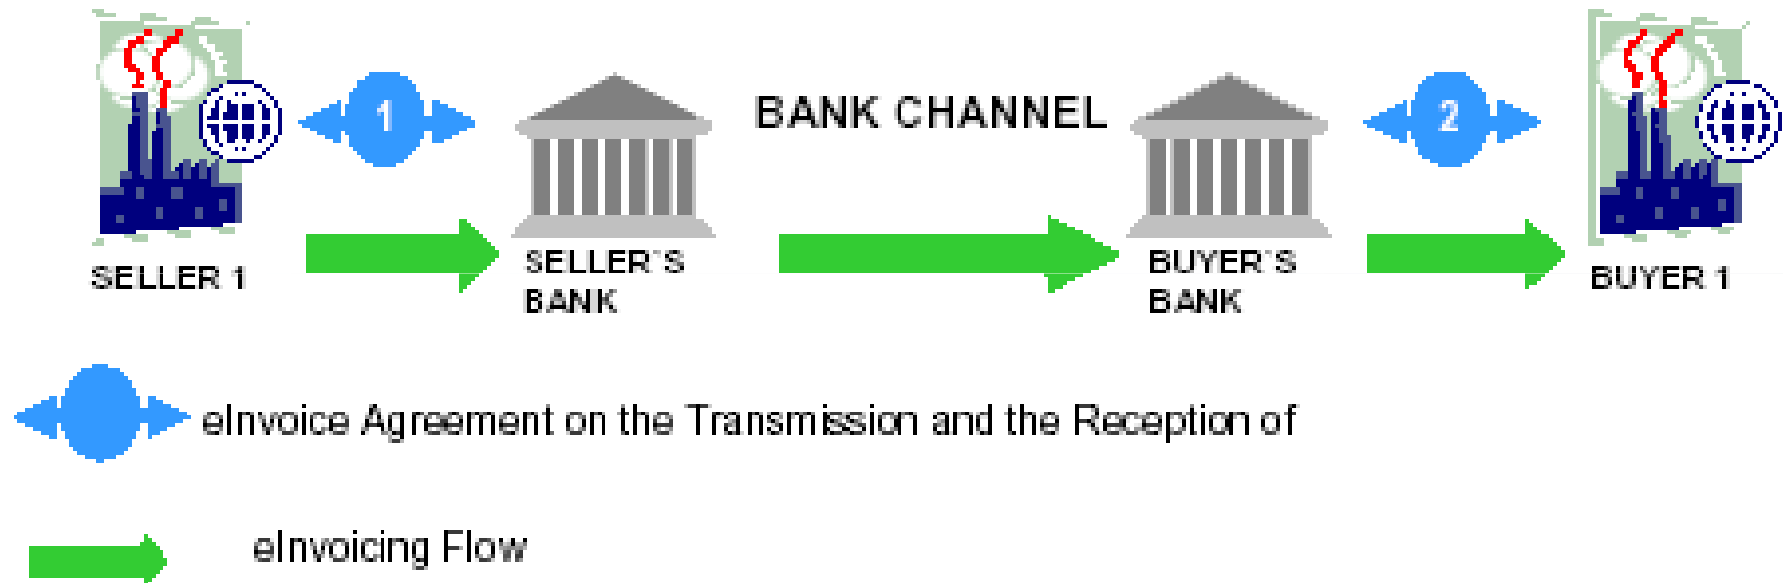 1
BANK CHANNEL
2
SELLER 1
SELLER`S
BANK
BUYER`S
BANK
BUYER 1
eInvoice Agreement on the Transmission and the Reception of
eInvoicing Flow